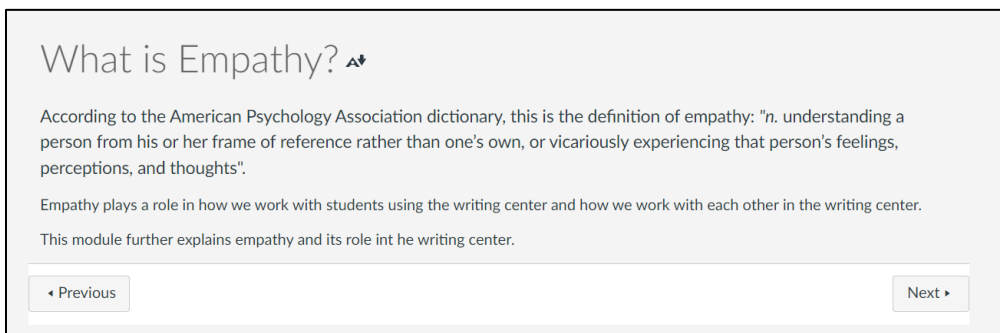 What is Empathy?
According to the American Psychology Association dictionary, this is the definition of empathy: "n. understanding a
person from his or her frame of reference rather than one’s own, or vicariously experiencing that person’s feelings,
perceptions, and thoughts".
Empathy plays a role in how we work with students using the writing center and how we work with each other in the writing center.
This module further explains empathy and its role int he writing center.
◂ Previous
Next ▸